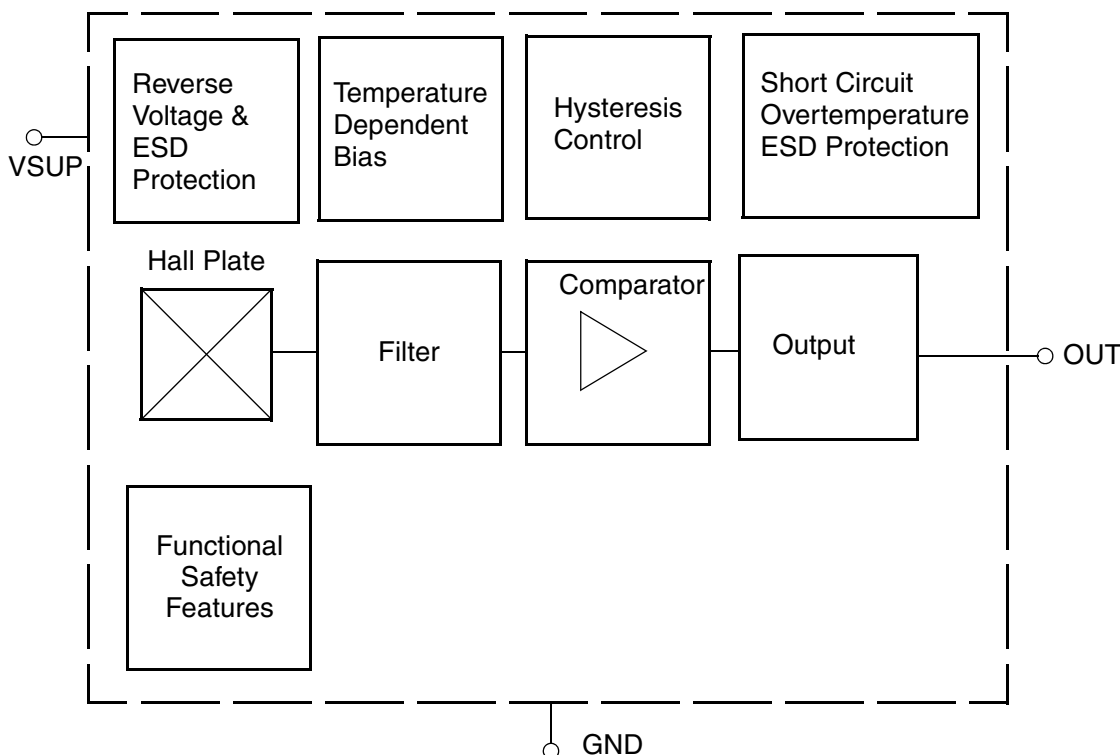 Reverse
Voltage &
ESD
Protection
Temperature
Dependent
Bias
Hysteresis
Control
Short Circuit
Overtemperature
ESD Protection
VSUP
Hall Plate
Filter
Comparator
Output
OUT
Functional
Safety
Features
GND